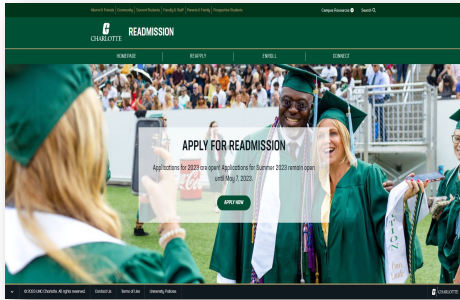 Alumni & Friends | Community | Current Students | Faculty & Staff | Parents & Family | Prospective Students
Campus Resources
Search
CHARLOTTE
READMISSION
HOMEPAGE
REAPPLY
ENROLL
CONNECT
APPLY FOR READMISSION
Applications for 2023 are open! Applications for Summer 2023 remain open
until May 7, 2023.
APPLY NOW
© 2023 UNC Charlotte. All rights reserved.
Contact Us
Terms of Use
University Policies
CHARLOTTE